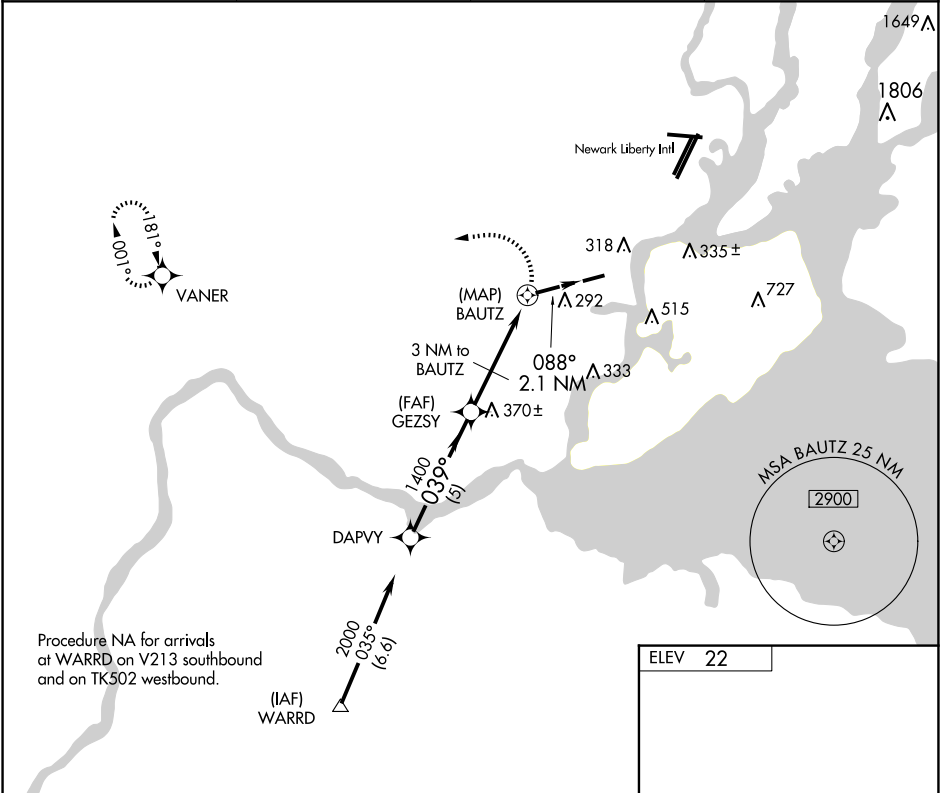 1649
1806
Newark Liberty Intl
181°
001°
VANER
318
335±
(MAP)
BAUTZ
292
727
515
3 NM to
BAUTZ
088°
2.1 NM
333
(FAF)
GEZSY
370±
MSA BAUTZ 25 NM
2900
1400
039°
(5)
DAPVY
Procedure NA for arrivals
at WARRD on V213 southbound
and on TK502 westbound.
2000
035°
(6.6)
(IAF)
WARRD
ELEV 22